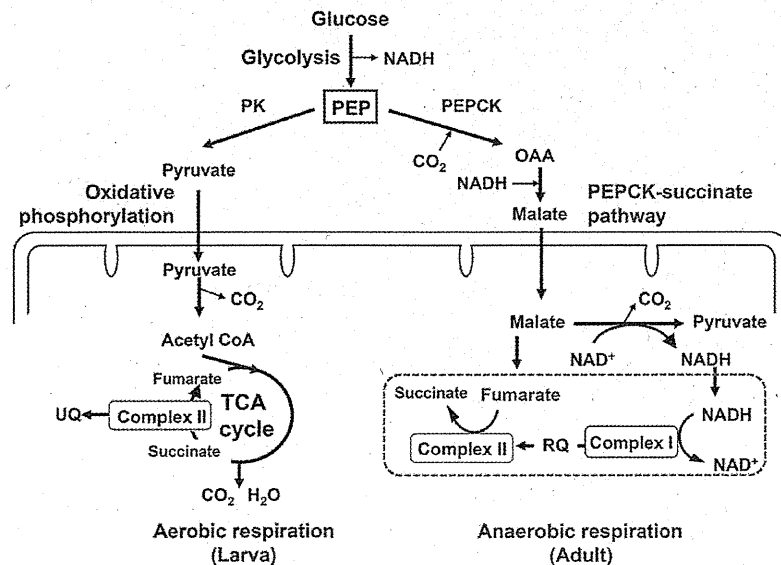 Glucose
Glycolysis
NADH
PK
PEP
PEPCK
CO2
OAA
Pyruvate
NADH
Oxidative
phosphorylation
Malate
PEPCK-succinate
pathway
Pyruvate
CO2
Acetyl CoA
Fumarate
UQ
Complex II
TCA
cycle
Succinate
CO2 H2O
Aerobic respiration
(Larva)
CO2
Malate
Pyruvate
NAD+
NADH
Succinate
Fumarate
NADH
Complex II
RQ
Complex I
NAD+
Anaerobic respiration
(Adult)